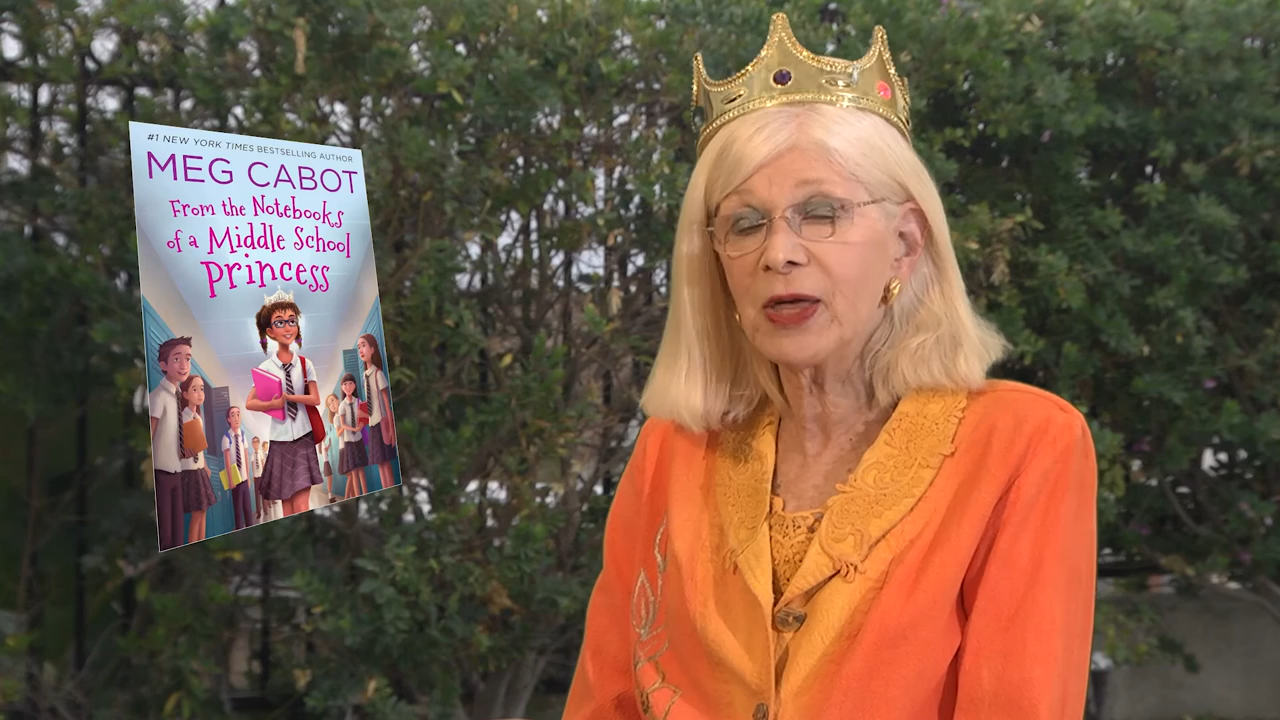 #1 NEW YORK TIMES BESTSELLING AUTHOR
MEG CABOT
From the Notebooks
of a Middle School
Princess